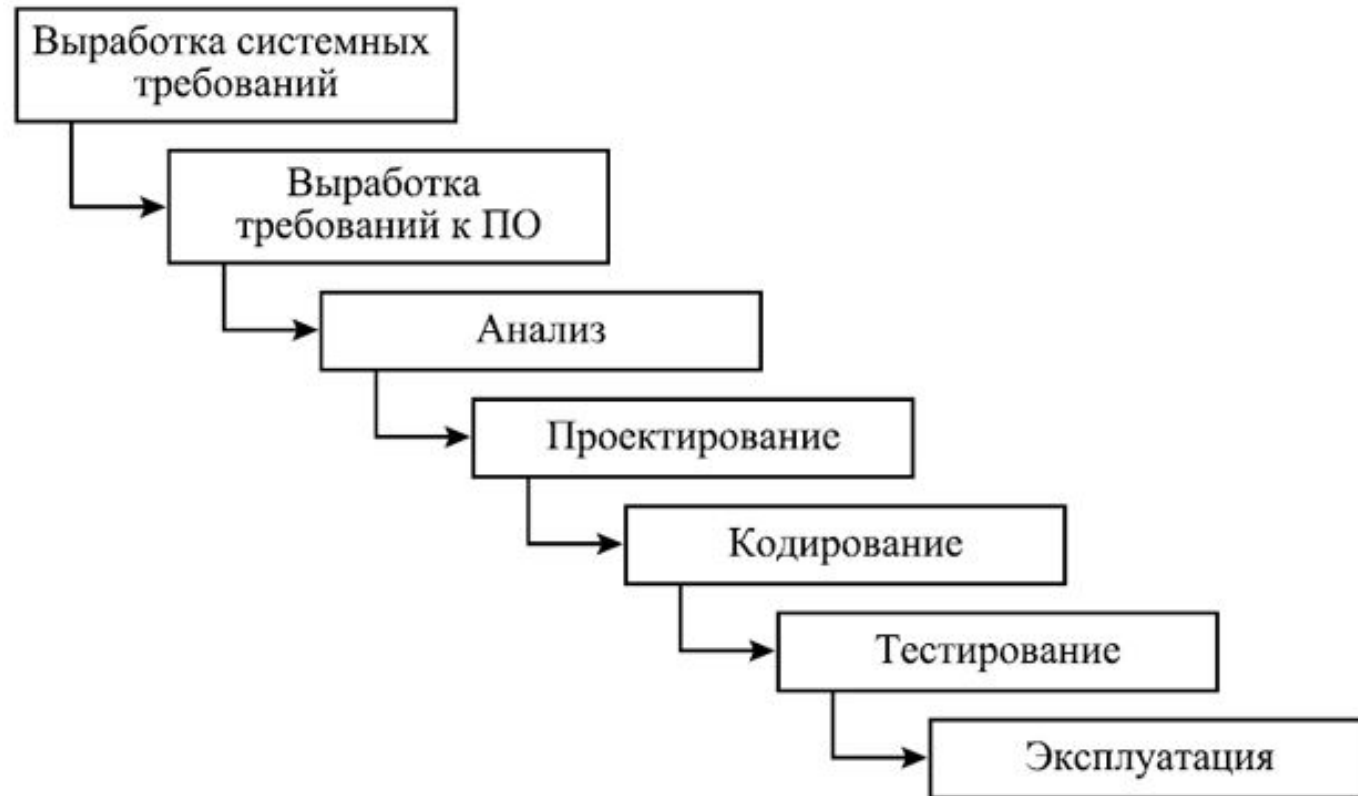 Выработка системных
требований
Выработка
требований к ПО
Анализ
Проектирование
Кодирование
Тестирование
Эксплуатация